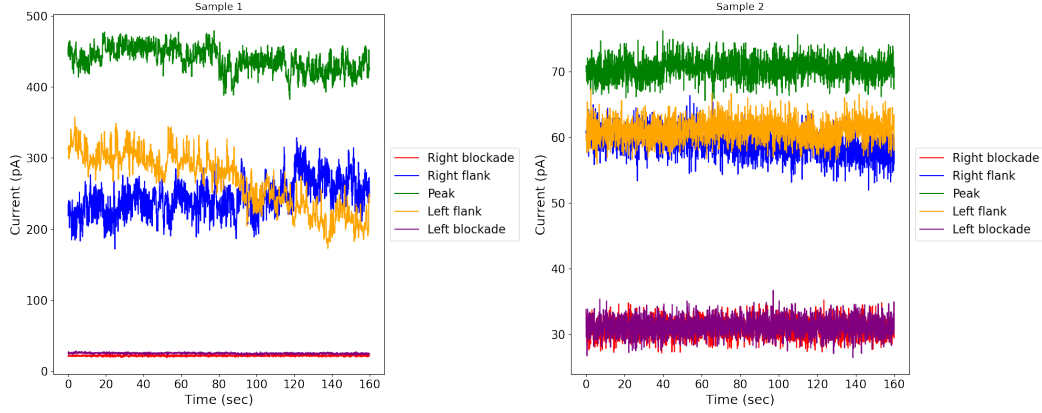 Sample 1
Current (pA)
500
400
300
200
100
0
0 20 40 60 80 100 120 140 160
Time (sec)
Right blockade
Right flank
Peak
Left flank
Left blockade
Sample 2
Current (pA)
70
60
50
40
30
0 20 40 60 80 100 120 140 160
Time (sec)
Right blockade
Right flank
Peak
Left flank
Left blockade